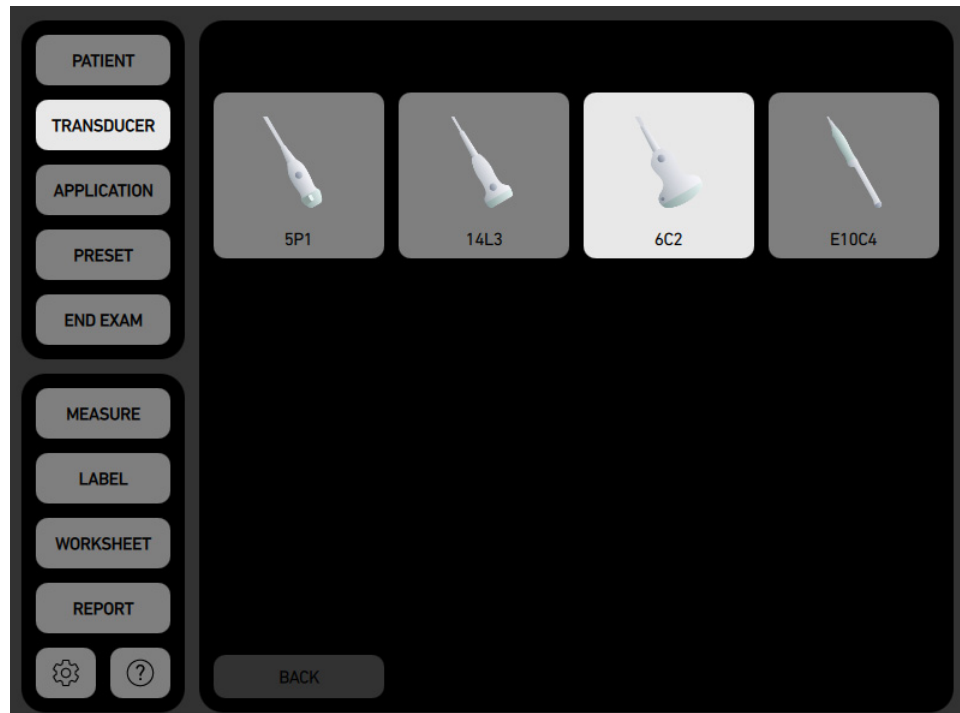 PATIENT
TRANSDUCER
APPLICATION
PRESET
END EXAM
MEASURE
LABEL
WORKSHEET
REPORT
?
5P1
14L3
6C2
E10C4
BACK